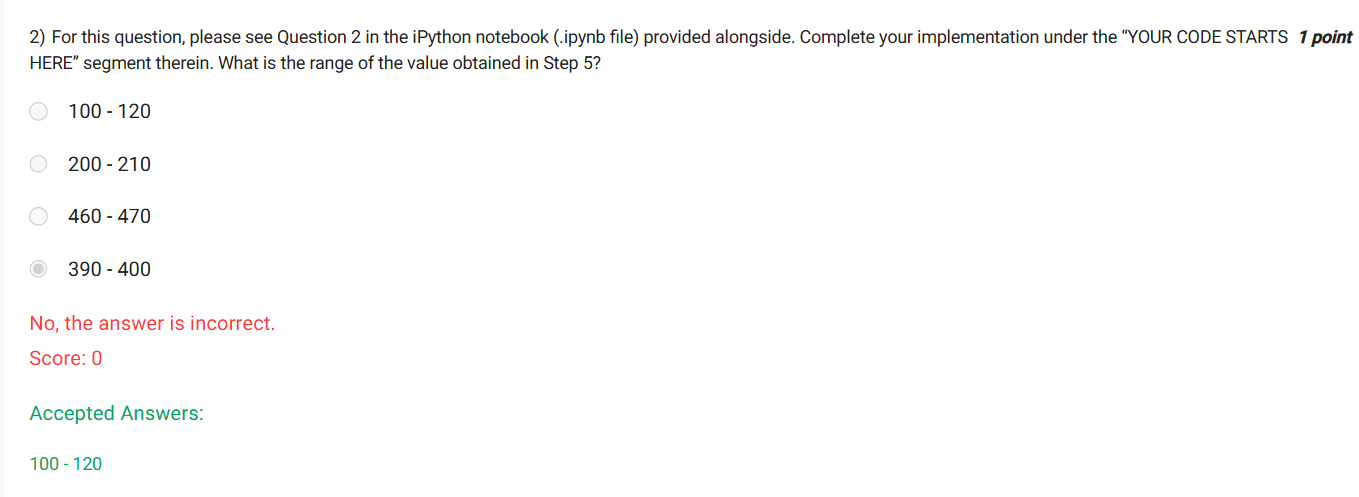 2) For this question, please see Question 2 in the iPython notebook (.ipynb file) provided alongside. Complete your implementation under the “YOUR CODE STARTS 1 point
HERE” segment therein. What is the range of the value obtained in Step 5?
100 - 120
200 - 210
460 - 470
390 - 400
No, the answer is incorrect.
Score: 0
Accepted Answers:
100 - 120